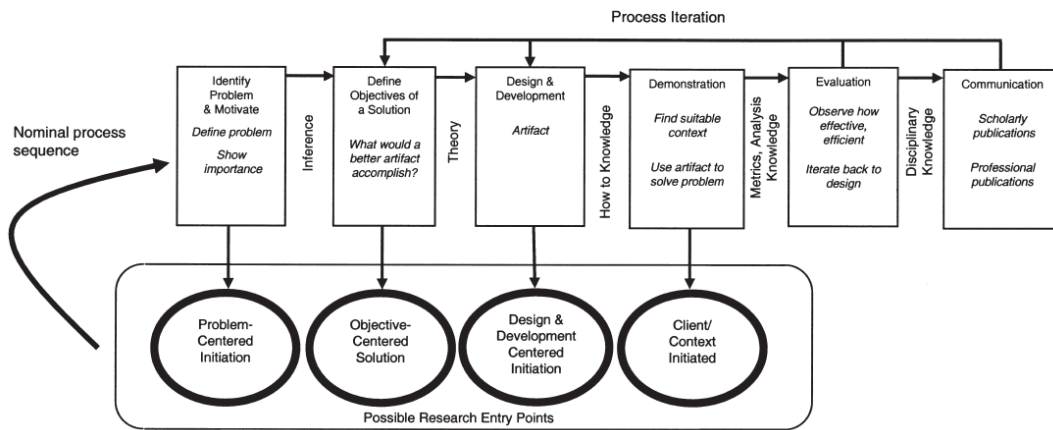 Process Iteration
Nominal process
sequence
Identify
Problem
& Motivate
Define problem
Show
importance
Inference
Define
Objectives of
a Solution
What would a
better artifact
accomplish?
Theory
Design &
Development
Artifact
How to Knowledge
Demonstration
Find suitable
context
Use artifact to
solve problem
Metrics, Analysis
Knowledge
Evaluation
Observe how
effective,
efficient
Iterate back to
design
Disciplinary
Knowledge
Communication
Scholarly
publications
Professional
publications
Problem-
Centered
Initiation
Objective-
Centered
Solution
Design &
Development
Centered
Initiation
Client/
Context
Initiated
Possible Research Entry Points